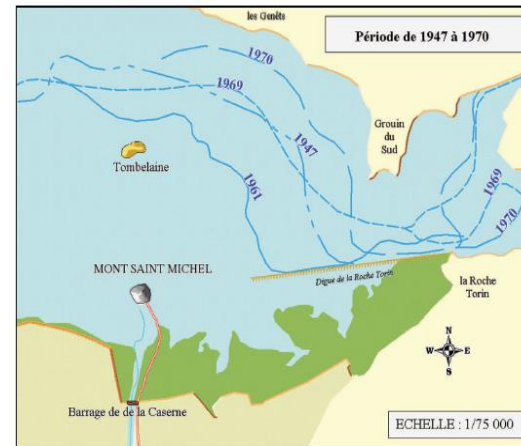 les Genêts
Période de 1947 à 1970
1970
1969
Grouin
du
Sud
1947
Tombelaine
1961
1969
1970
MONT SAINT MICHEL
Digue de la Roche Torin
la Roche
Torin
N
W E
S
Barrage de de la Caserne
ECHELLE : 1/75 000